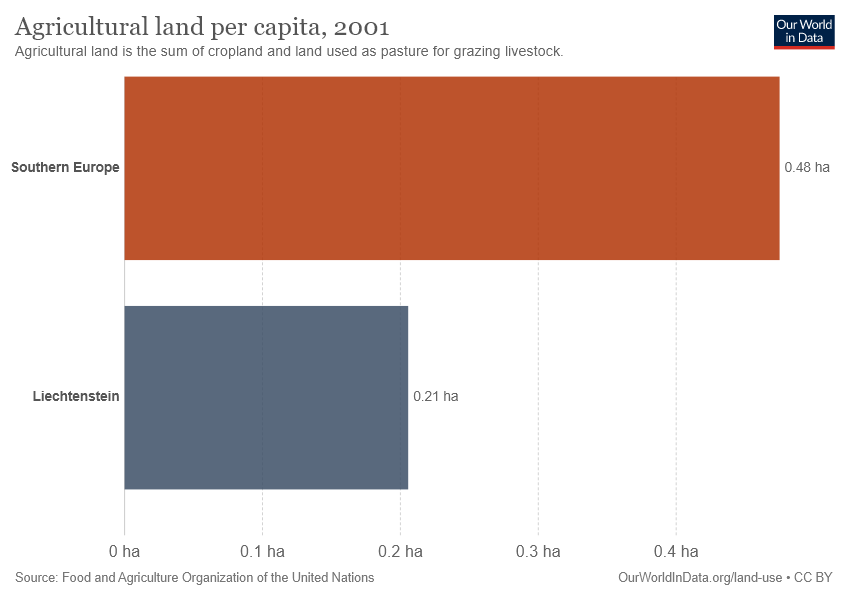 Agricultural land per capita, 2001
Agricultural land is the sum of cropland and land used as pasture for grazing livestock.
Our World
in Data
Southern Europe
0.48 ha
Liechtenstein
0.21 ha
0 ha
0.1 ha
0.2 ha
0.3 ha
0.4 ha
Source: Food and Agriculture Organization of the United Nations
OurWorldInData.org/land-use • CC BY